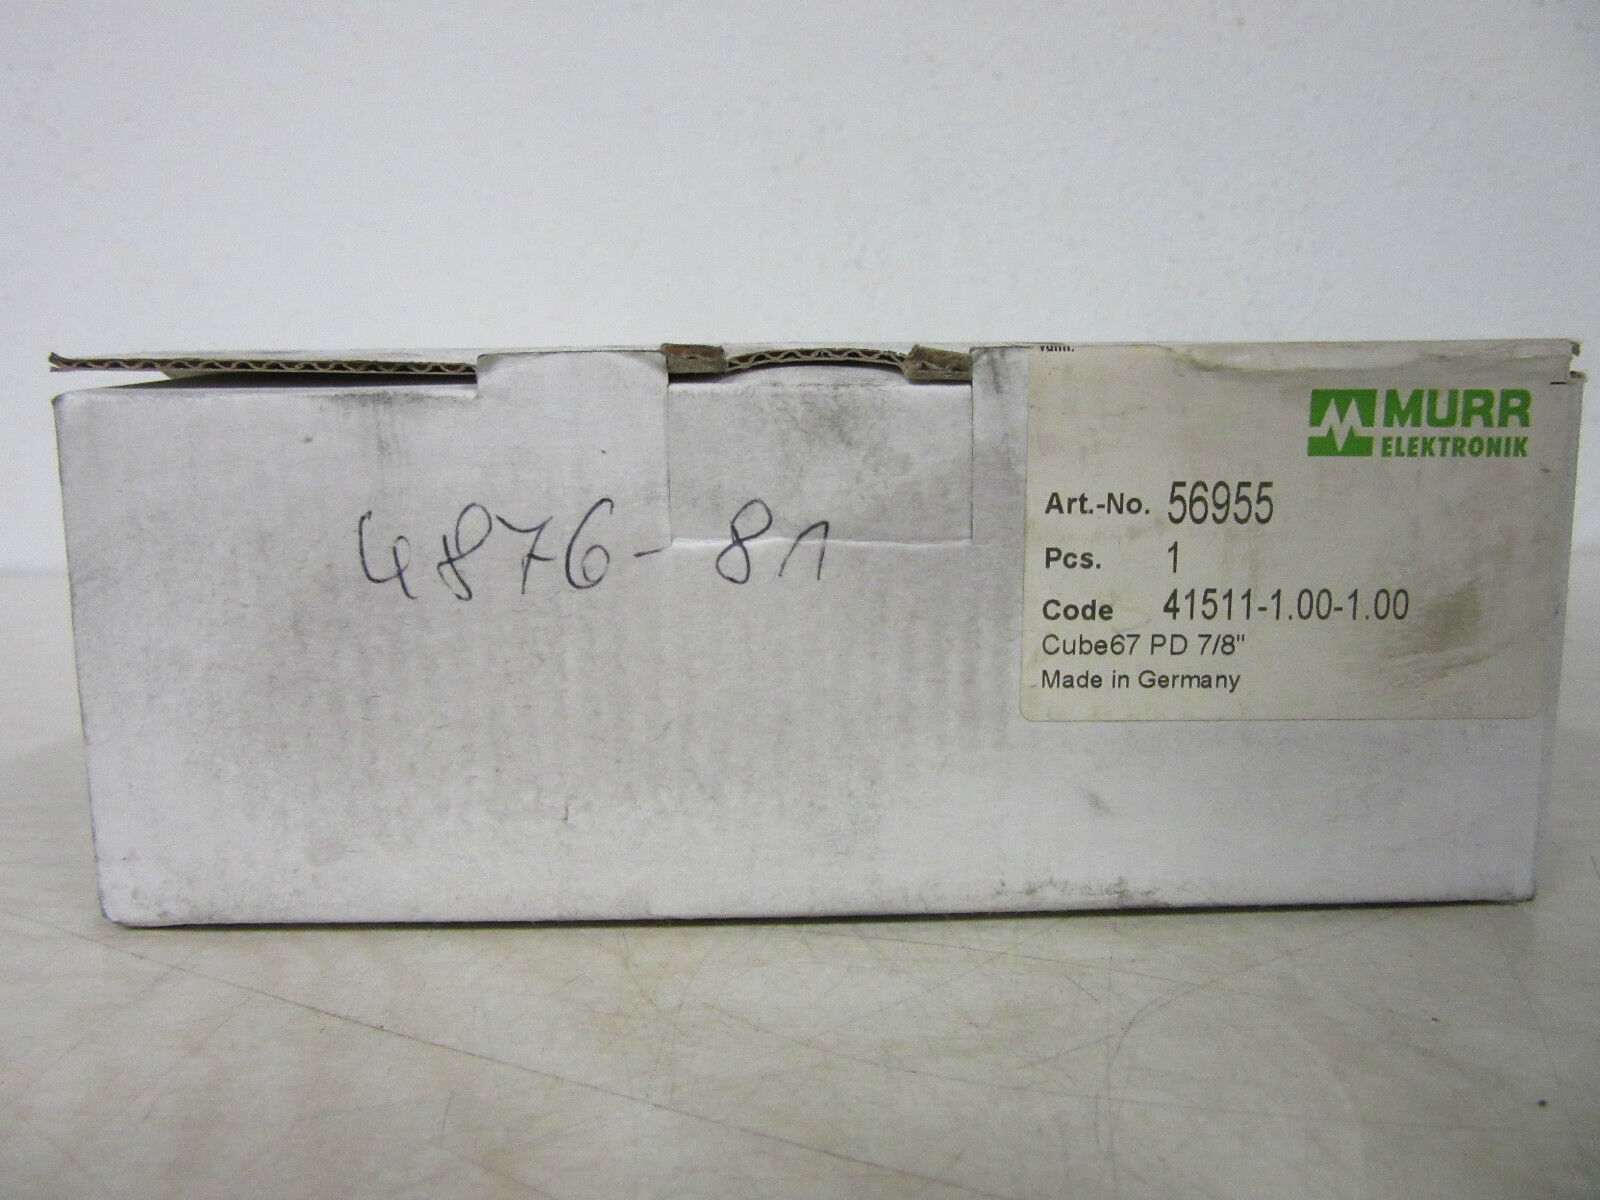 MURR
ELEKTRONIK
Art.-No. 56955
Pcs. 1
Code 41511-1.00-1.00
Cube67 PD 7/8"
Made in Germany
4876-81